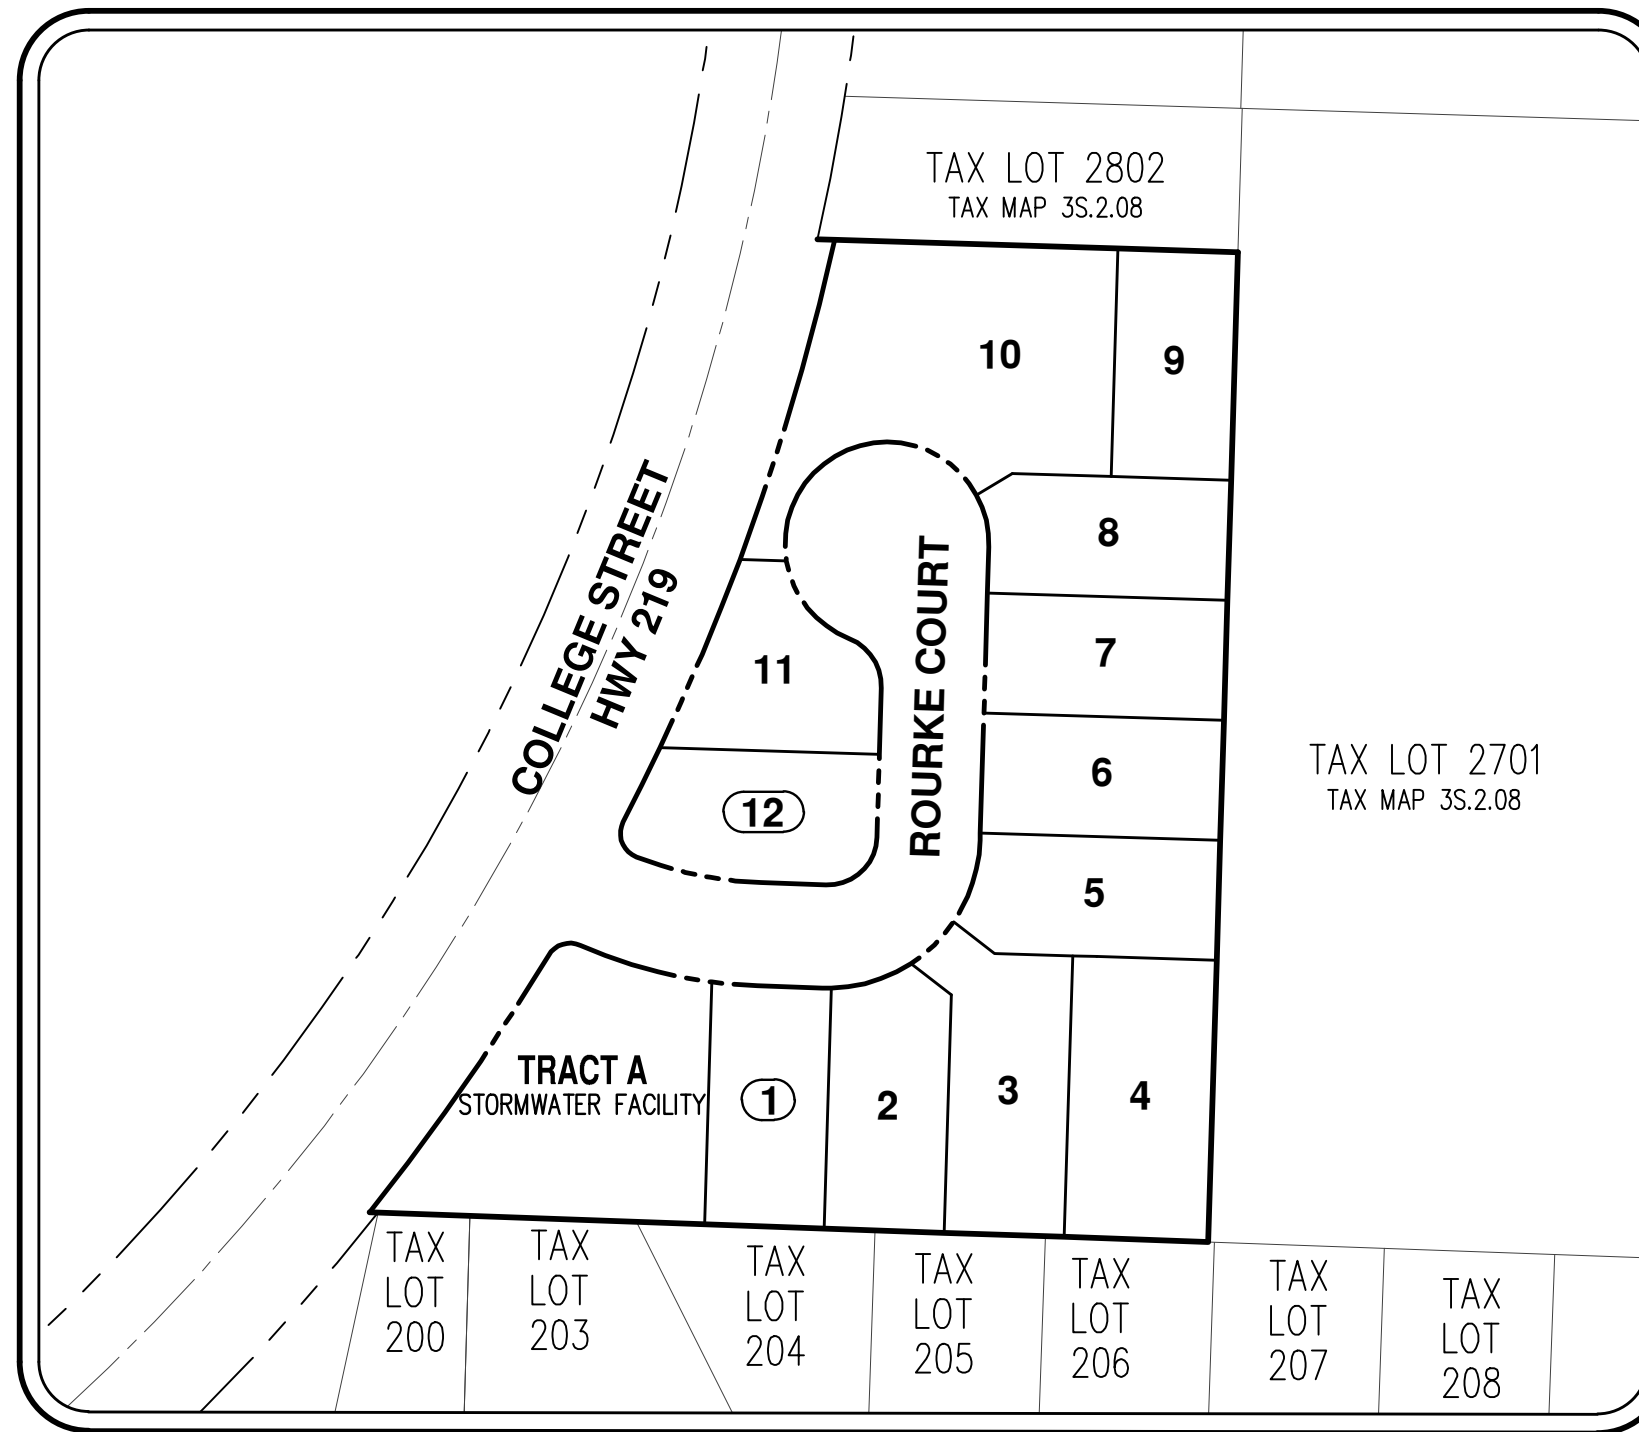 TAX LOT 2802
TAX MAP 3S.2.08
10
9
8
COLLEGE STREET
HWY 219
ROURKE COURT
7
11
6
TAX LOT 2701
TAX MAP 3S.2.08
12
5
TRACT A
STORMWATER FACILITY
1
2
3
4
TAX
LOT
200
TAX
LOT
203
TAX
LOT
204
TAX
LOT
205
TAX
LOT
206
TAX
LOT
207
TAX
LOT
208